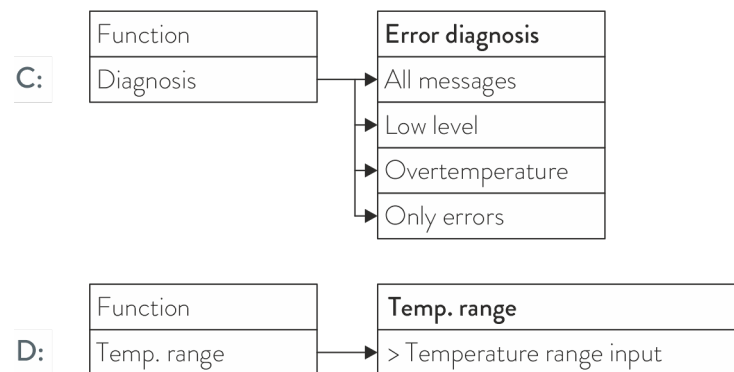 Function
Error diagnosis
C:
Diagnosis
All messages
Low level
Overtemperature
Only errors
Function
Temp. range
D:
Temp. range
> Temperature range input